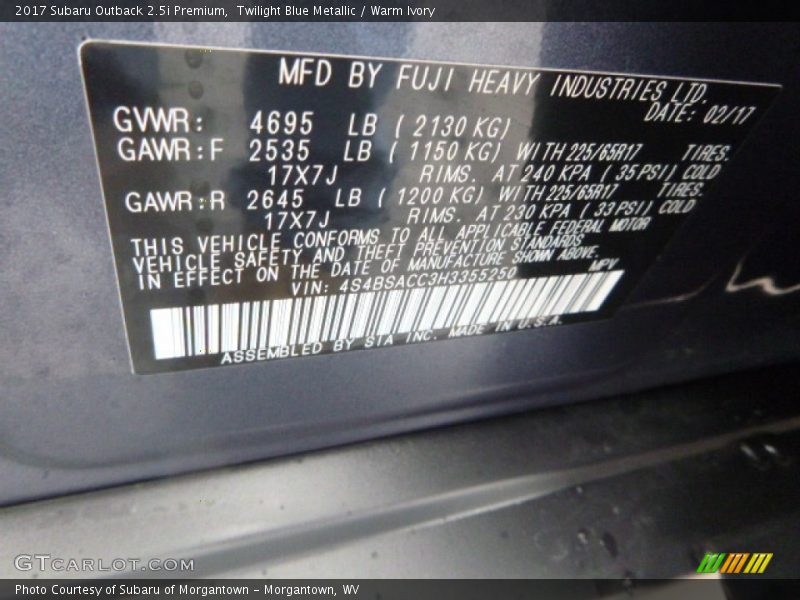 2017 Subaru Outback 2.5i Premium,  Twilight Blue Metallic / Warm Ivory
MFD BY FUJI HEAVY INDUSTRIES LTD.
DATE: 02/17
GVWR: 4695 LB ( 2130 KG)
GAWR:F 2535 LB ( 1150 KG) WITH 225/65R17 TIRES.
17X7J RIMS. AT 240 KPA ( 35 PSI) COLD
GAWR:R 2645 LB ( 1200 KG) WITH 225/65R17 TIRES.
17X7J RIMS. AT 230 KPA ( 33 PSI) COLD
THIS VEHICLE CONFORMS TO ALL APPLICABLE FEDERAL MOTOR
VEHICLE SAFETY AND THEFT PREVENTION STANDARDS
IN EFFECT ON THE DATE OF MANUFACTURE SHOWN ABOVE.
VIN: 4S4BSACC3H3355250 MPV
ASSEMBLED BY SIA INC. MADE IN U.S.A.
GTCARLOT.COM
Photo Courtesy of Subaru of Morgantown - Morgantown, WV